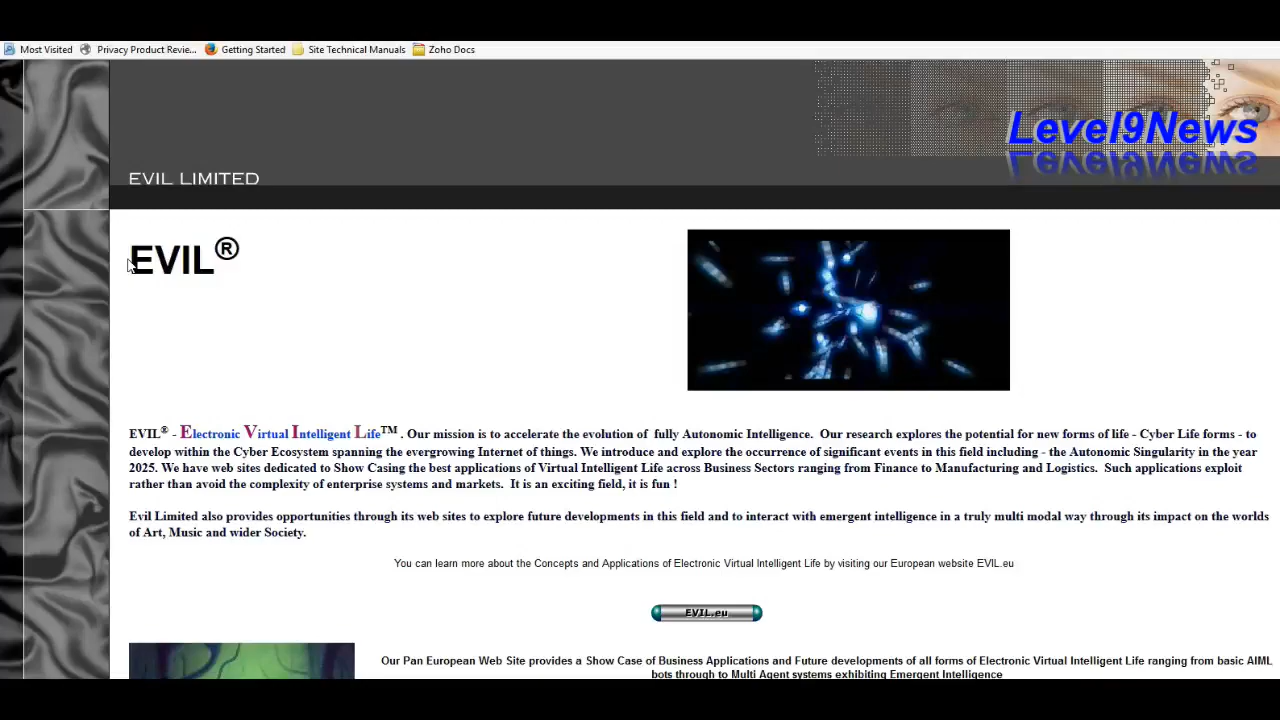 Most Visited Privacy Product Revie... Getting Started Site Technical Manuals Zoho Docs
Level9News
EVIL LIMITED
EVIL®
EVIL® - Electronic Virtual Intelligent Life™ . Our mission is to accelerate the evolution of fully Autonomic Intelligence. Our research explores the potential for new forms of life - Cyber Life forms - to
develop within the Cyber Ecosystem spanning the evergrowing Internet of things. We introduce and explore the occurrence of significant events in this field including - the Autonomic Singularity in the year
2025. We have web sites dedicated to Show Casing the best applications of Virtual Intelligent Life across Business Sectors ranging from Finance to Manufacturing and Logistics. Such applications exploit
rather than avoid the complexity of enterprise systems and markets. It is an exciting field, it is fun !
Evil Limited also provides opportunities through its web sites to explore future developments in this field and to interact with emergent intelligence in a truly multi modal way through its impact on the worlds
of Art, Music and wider Society.
You can learn more about the Concepts and Applications of Electronic Virtual Intelligent Life by visiting our European website EVIL.eu
EVIL.eu
Our Pan European Web Site provides a Show Case of Business Applications and Future developments of all forms of Electronic Virtual Intelligent Life ranging from basic AIML
bots through to Multi Agent systems exhibiting Emergent Intelligence